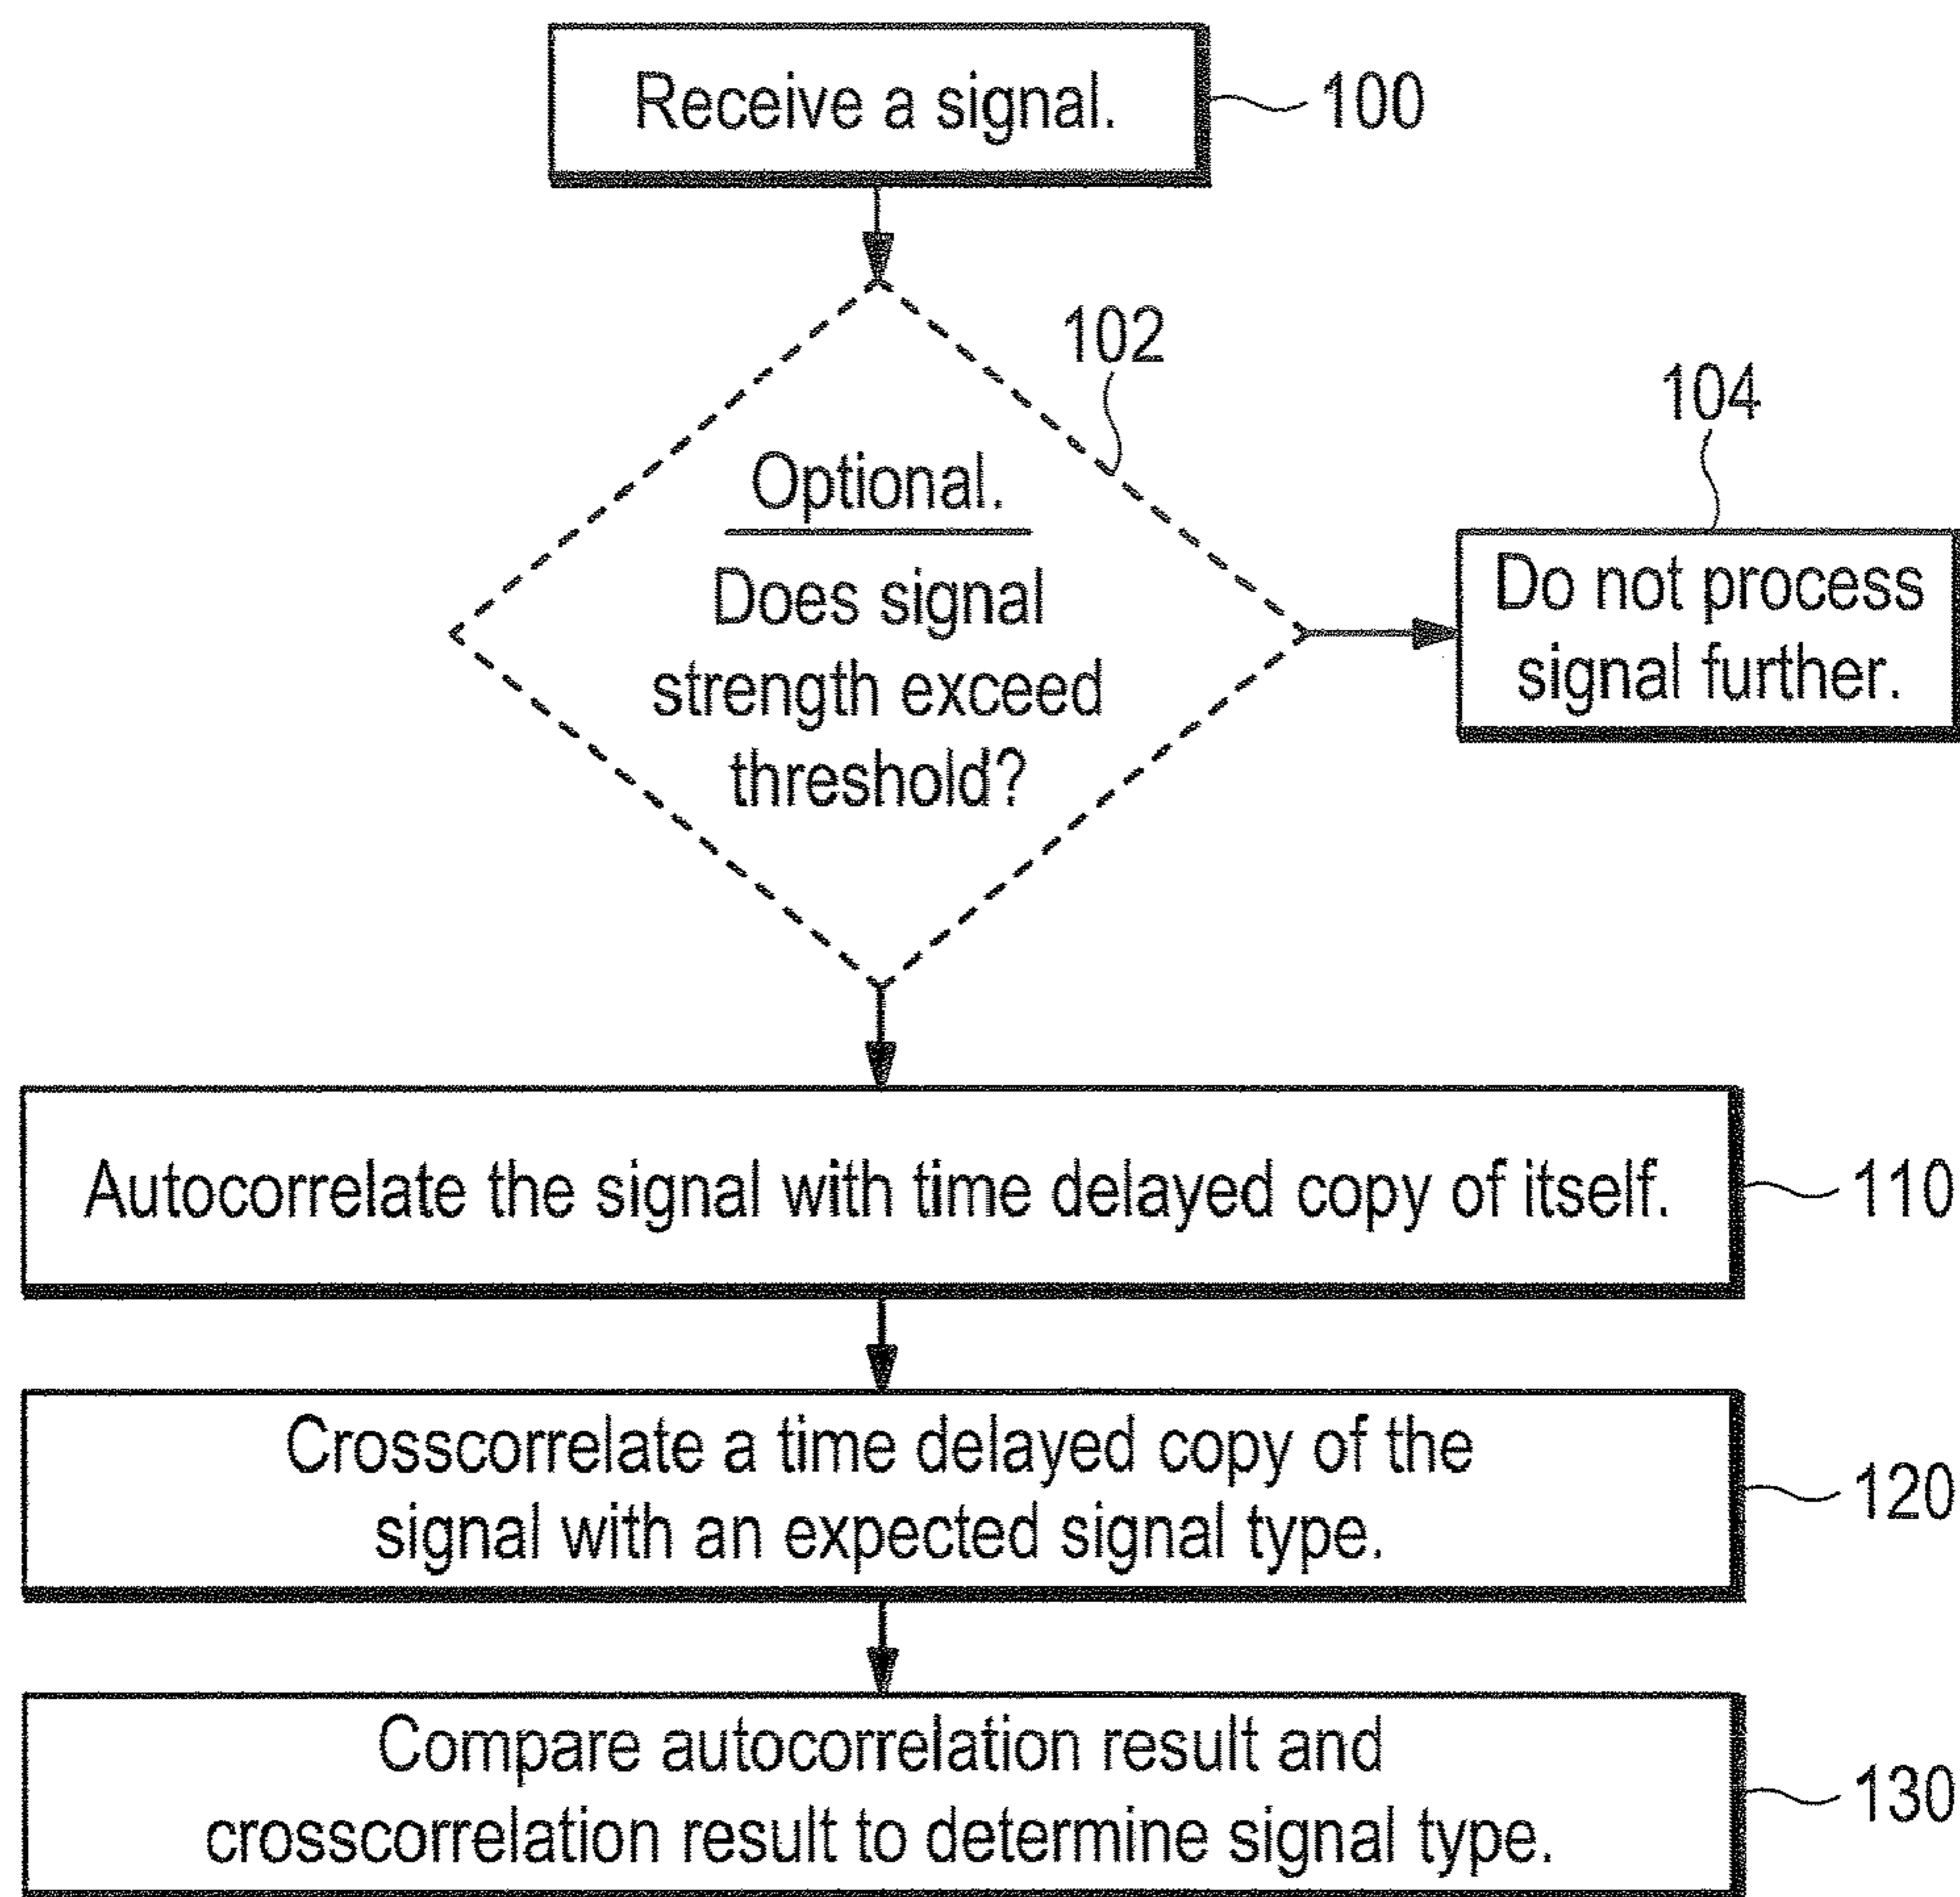 Receive a signal.
100
102
Optional.
Does signal
strength exceed
threshold?
104
Do not process
signal further.
Autocorrelate the signal with time delayed copy of itself.
110
Crosscorrelate a time delayed copy of the
signal with an expected signal type.
120
Compare autocorrelation result and
crosscorrelation result to determine signal type.
130